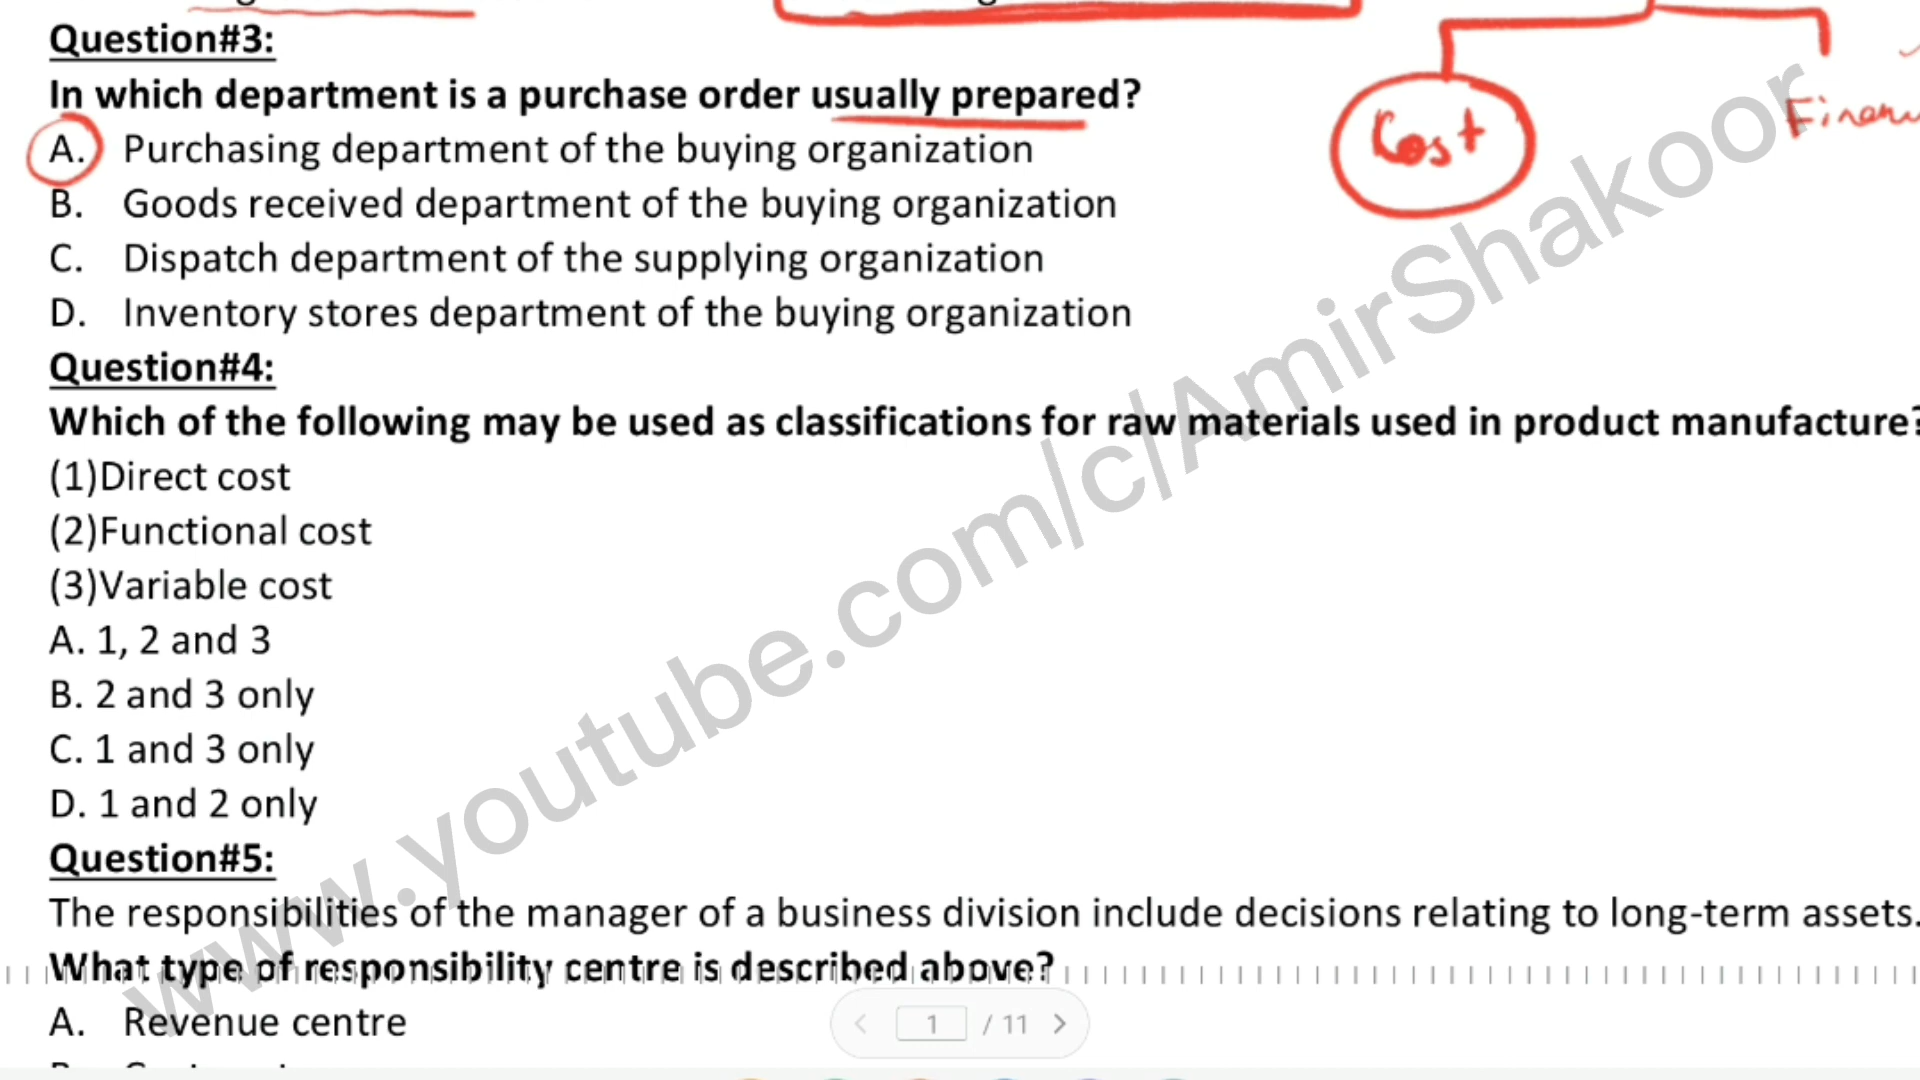 Question#3:
In which department is a purchase order usually prepared?
A. Purchasing department of the buying organization
B. Goods received department of the buying organization
C. Dispatch department of the supplying organization
D. Inventory stores department of the buying organization
Cost
Question#4:
Which of the following may be used as classifications for raw materials used in product manufacture?
(1)Direct cost
(2)Functional cost
(3)Variable cost
A. 1, 2 and 3
B. 2 and 3 only
C. 1 and 3 only
D. 1 and 2 only
Question#5:
The responsibilities of the manager of a business division include decisions relating to long-term assets.
What type of responsibility centre is described above?
A. Revenue centre
1 / 11
www.youtube.com/c/AmirShakoor